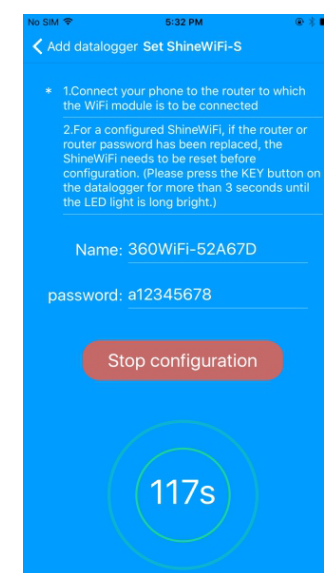 No SIM 5:32 PM
Add datalogger Set ShineWiFi-S
* 1.Connect your phone to the router to which
the WiFi module is to be connected
2.For a configured ShineWiFi, if the router or
router password has been replaced, the
ShineWiFi needs to be reset before
configuration. (Please press the KEY button on
the datalogger for more than 3 seconds until
the LED light is long bright.)
Name: 360WiFi-52A67D
password: a12345678
Stop configuration
117s